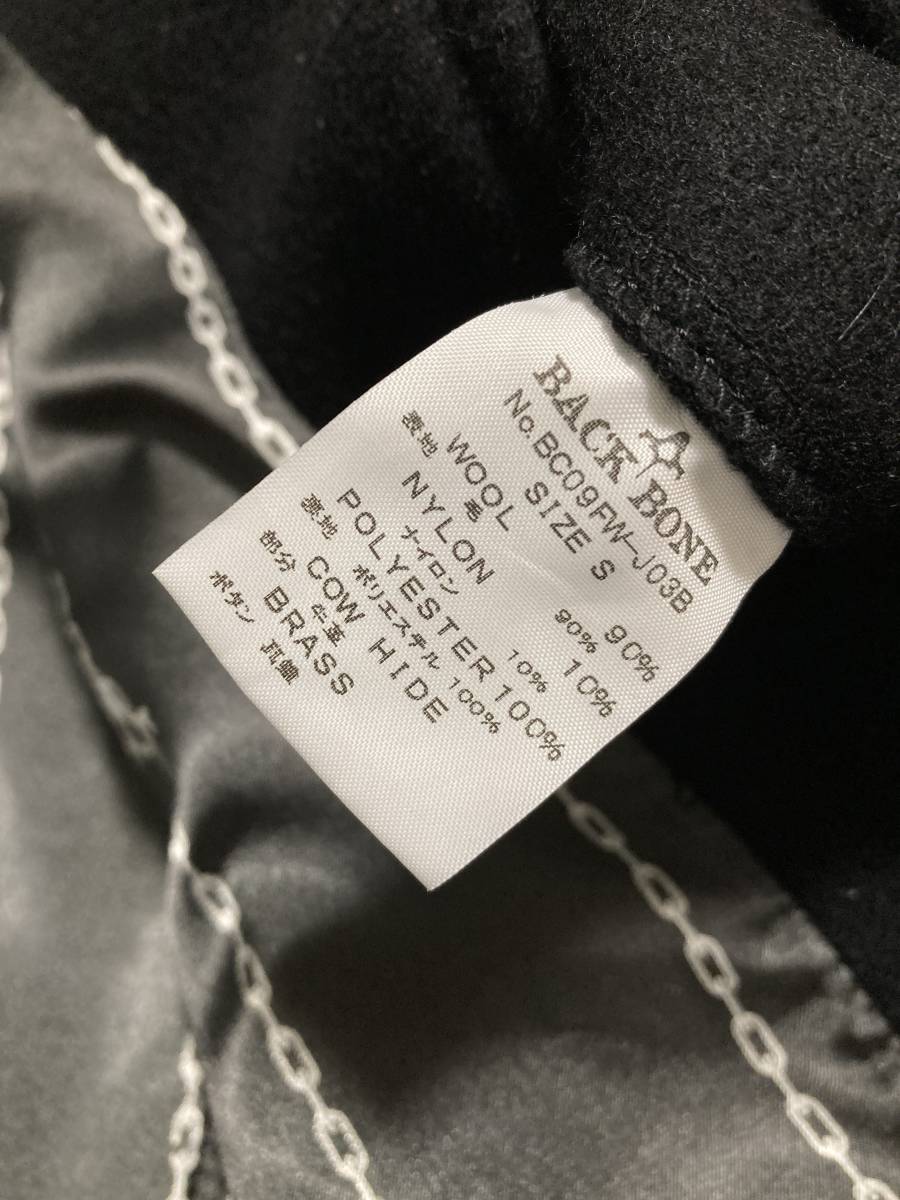 BACK BONE
No.BC09FW-J03B
SIZE S
表地 WOOL 90%
毛 90%
NYLON 10%
ナイロン 10%
裏地 POLYESTER 100%
ポリエステル 100%
部分 COW HIDE
牛革
ボタン BRASS
真鍮